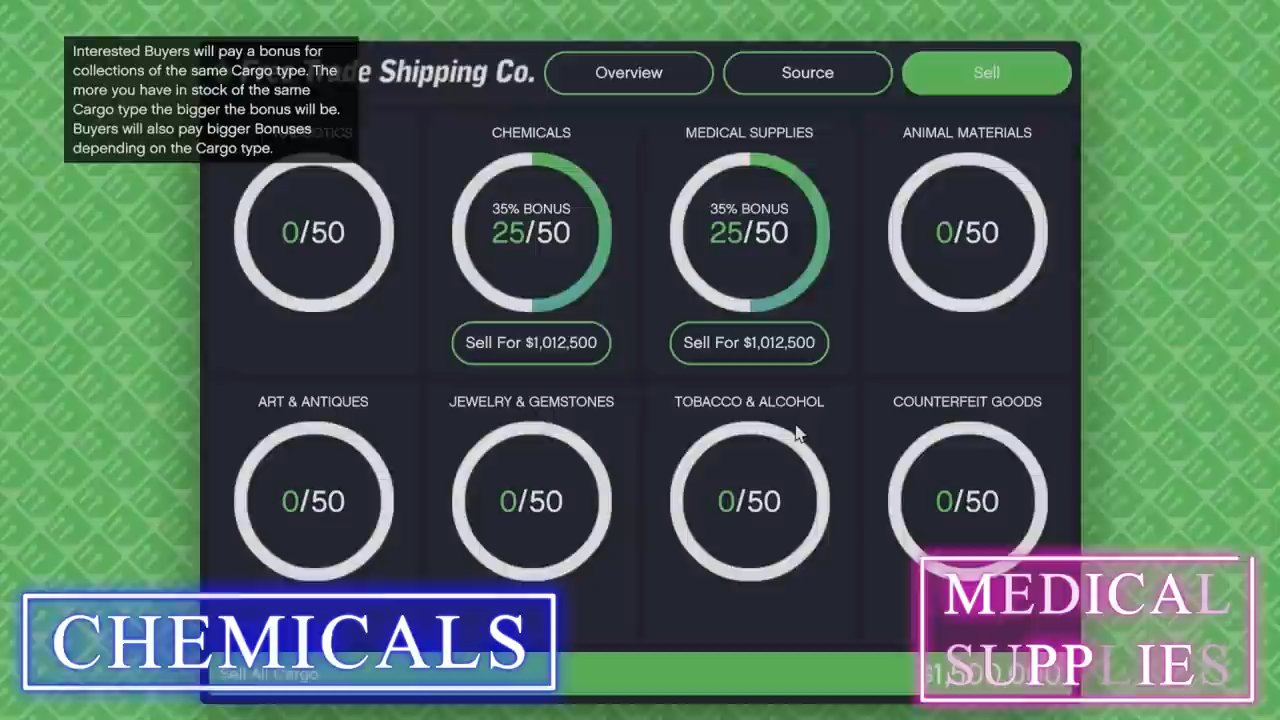 Interested Buyers will pay a bonus for
collections of the same Cargo type. The
more you have in stock of the same
Cargo type the bigger the bonus will be.
Buyers will also pay bigger Bonuses
depending on the Cargo type.
Trade Shipping Co.
Overview
Source
Sell
CHEMICALS
MEDICAL SUPPLIES
ANIMAL MATERIALS
0/50
35% BONUS
25/50
35% BONUS
25/50
0/50
Sell For $1,012,500
Sell For $1,012,500
ART & ANTIQUES
JEWELRY & GEMSTONES
TOBACCO & ALCOHOL
COUNTERFEIT GOODS
0/50
0/50
0/50
0/50
CHEMICALS
MEDICAL
SUPPLIES
Sell All Cargo